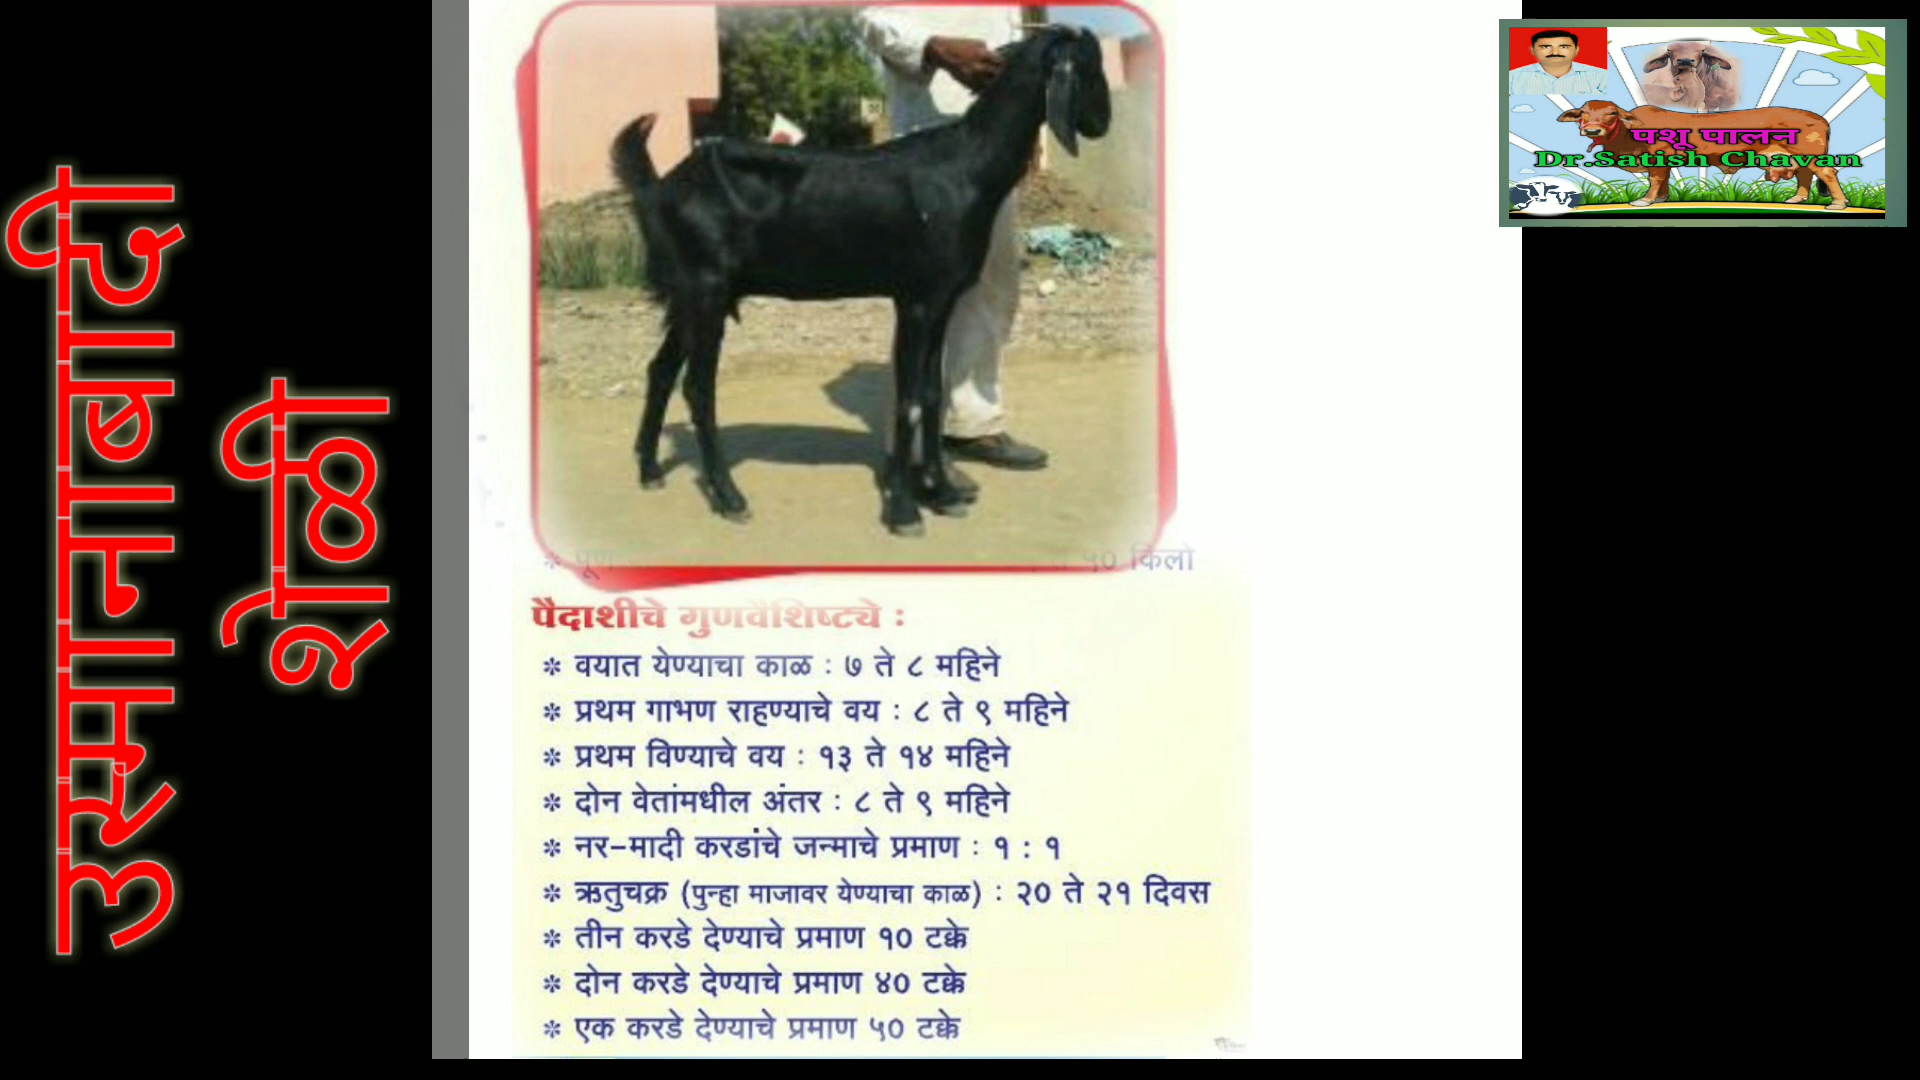 उस्मानाबादी
शेळी
पशू पालन
Dr.Satish Chavan
५० किलो
पैदाशीचे गुणवैशिष्ट्ये :
* वयात येण्याचा काळ : ७ ते ८ महिने
* प्रथम गाभण राहण्याचे वय : ८ ते ९ महिने
* प्रथम विण्याचे वय : १३ ते १४ महिने
* दोन वेतांमधील अंतर : ८ ते ९ महिने
* नर-मादी करडांचे जन्माचे प्रमाण : १ : १
* ऋतुचक्र (पुन्हा माजावर येण्याचा काळ) : २० ते २१ दिवस
* तीन करडे देण्याचे प्रमाण १० टक्के
* दोन करडे देण्याचे प्रमाण ४० टक्के
* एक करडे देण्याचे प्रमाण ५० टक्के